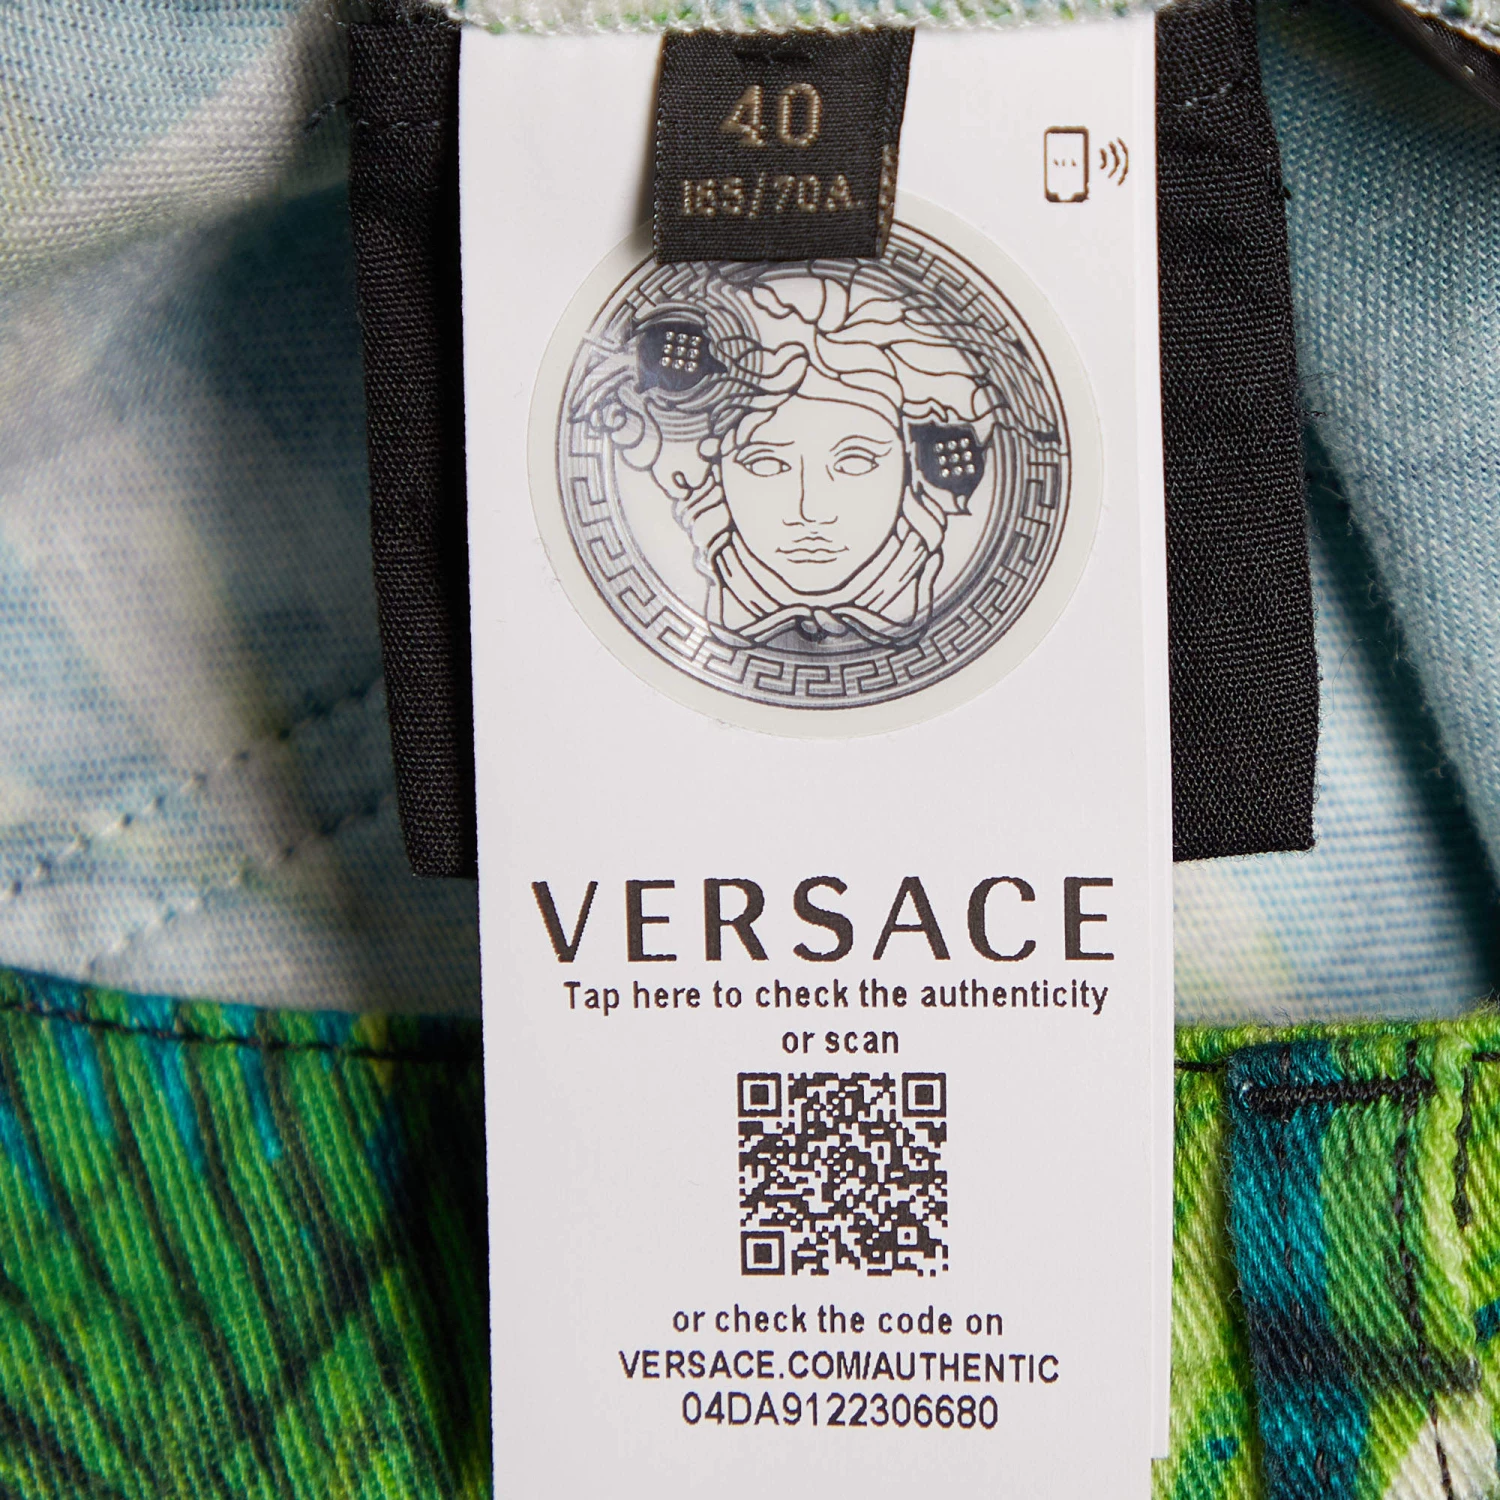 40
165/70A
VERSACE
Tap here to check the authenticity
or scan
or check the code on
VERSACE.COM/AUTHENTIC
04DA9122306680